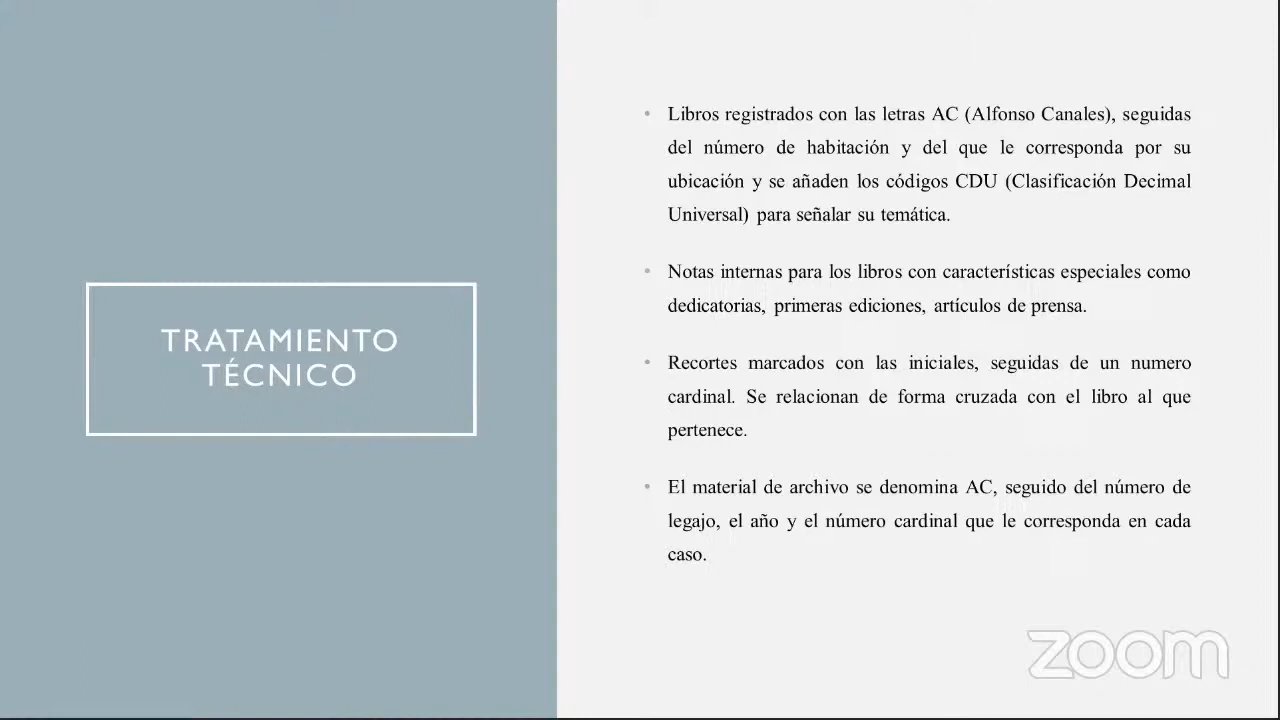 TRATAMIENTO
TÉCNICO
• Libros registrados con las letras AC (Alfonso Canales), seguidas
del número de habitación y del que le corresponda por su
ubicación y se añaden los códigos CDU (Clasificación Decimal
Universal) para señalar su temática.
• Notas internas para los libros con características especiales como
dedicatorias, primeras ediciones, artículos de prensa.
• Recortes marcados con las iniciales, seguidas de un numero
cardinal. Se relacionan de forma cruzada con el libro al que
pertenece.
• El material de archivo se denomina AC, seguido del número de
legajo, el año y el número cardinal que le corresponda en cada
caso.
zoom